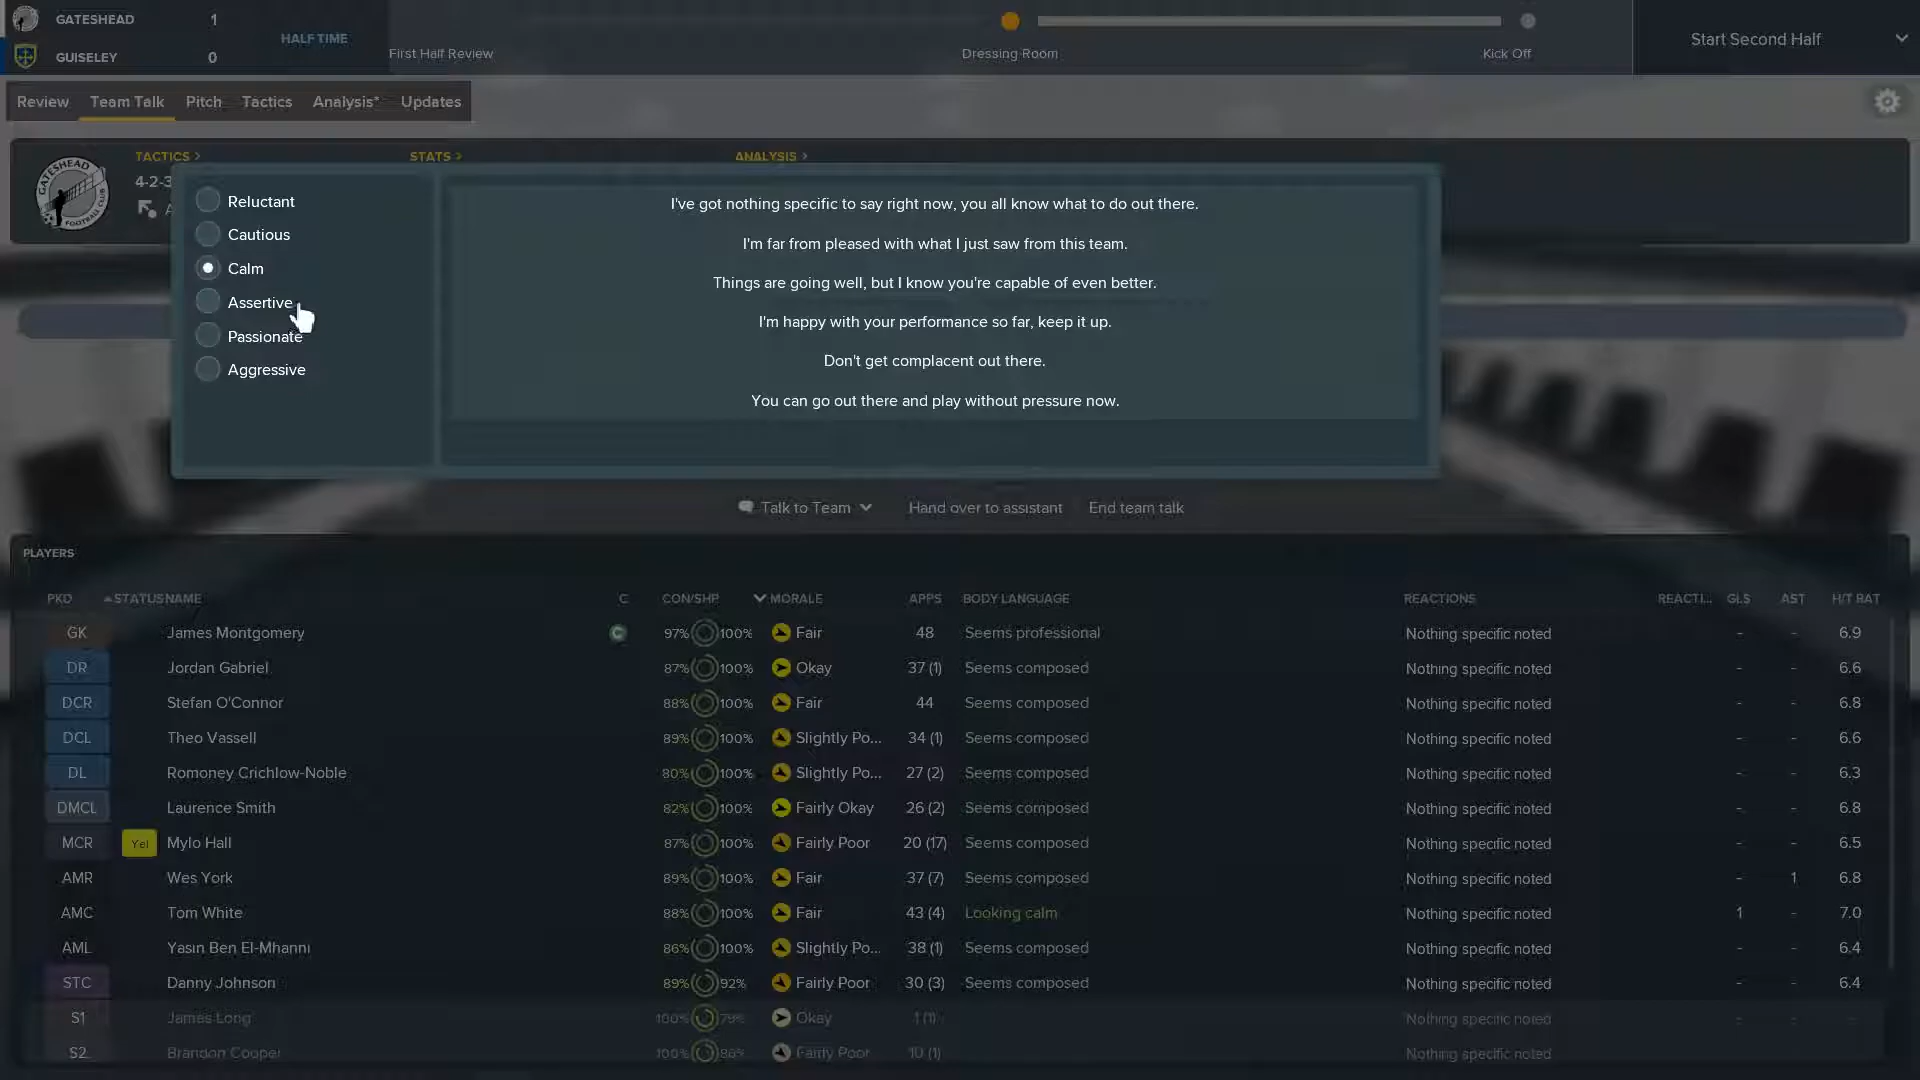 GATESHEAD 1
GUISELEY 0
HALF TIME
First Half Review
Dressing Room
Kick Off
Start Second Half
Review Team Talk Pitch Tactics Analysis* Updates
GATESHEAD
FOOTBALL CLUB
TACTICS >
STATS >
ANALYSIS >
4-2-3
A
Reluctant
Cautious
Calm
Assertive
Passionate
Aggressive
I've got nothing specific to say right now, you all know what to do out there.
I'm far from pleased with what I just saw from this team.
Things are going well, but I know you're capable of even better.
I'm happy with your performance so far, keep it up.
Don't get complacent out there.
You can go out there and play without pressure now.
Talk to Team Hand over to assistant End team talk
PLAYERS
PKD STATUS NAME C CON/SHP MORALE APPS BODY LANGUAGE REACTIONS REACTI... GLS AST H/T RAT
GK James Montgomery C 97% 100% Fair 48 Seems professional Nothing specific noted - - 6.9
DR Jordan Gabriel 87% 100% Okay 37 (1) Seems composed Nothing specific noted - - 6.6
DCR Stefan O'Connor 88% 100% Fair 44 Seems composed Nothing specific noted - - 6.8
DCL Theo Vassell 89% 100% Slightly Po... 34 (1) Seems composed Nothing specific noted - - 6.6
DL Romoney Crichlow-Noble 80% 100% Slightly Po... 27 (2) Seems composed Nothing specific noted - - 6.3
DMCL Laurence Smith 82% 100% Fairly Okay 26 (2) Seems composed Nothing specific noted - - 6.8
MCR Yel Mylo Hall 87% 100% Fairly Poor 20 (17) Seems composed Nothing specific noted - - 6.5
AMR Wes York 89% 100% Fair 37 (7) Seems composed Nothing specific noted - 1 6.8
AMC Tom White 88% 100% Fair 43 (4) Looking calm Nothing specific noted 1 - 7.0
AML Yasin Ben El-Mhanni 86% 100% Slightly Po... 38 (1) Seems composed Nothing specific noted - - 6.4
STC Danny Johnson 89% 92% Fairly Poor 30 (3) Seems composed Nothing specific noted - - 6.4
S1 James Long 100% 79% Okay 1 (1) Nothing specific noted - - -
S2 Brandon Cooper 100% 86% Fairly Poor 10 (1) Nothing specific noted